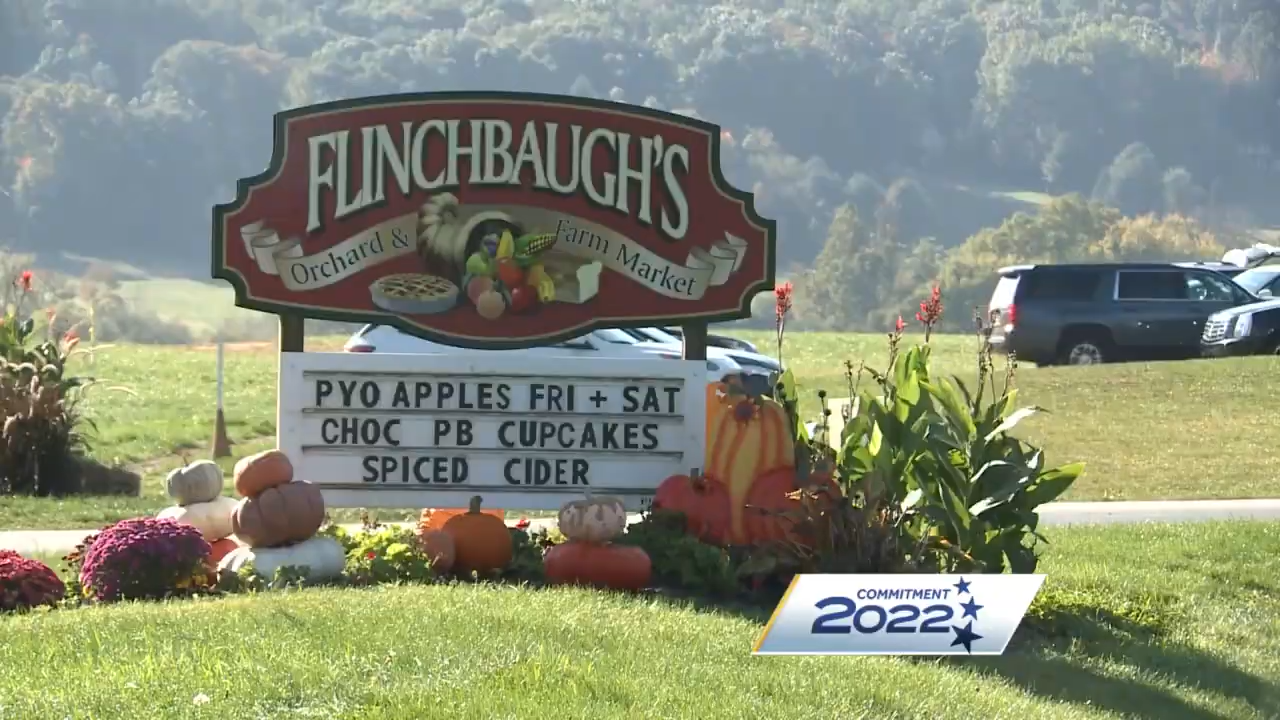 FLINCHBAUGH'S
Orchard & Farm Market
PYO APPLES FRI + SAT
CHOC PB CUPCAKES
SPICED CIDER
COMMITMENT
2022